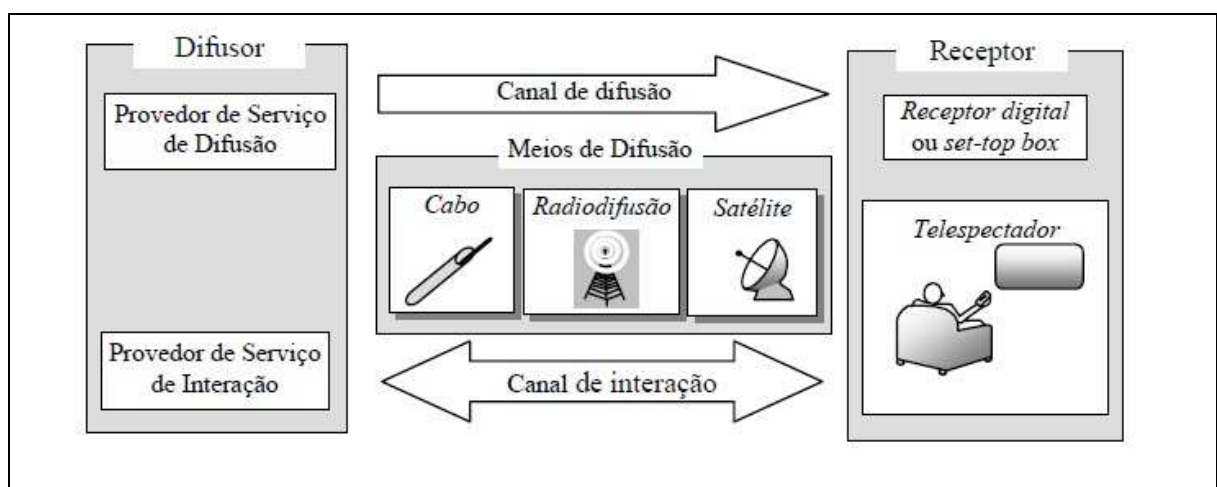 Difusor
Provedor de Serviço
de Difusão
Provedor de Serviço
de Interação
Canal de difusão
Meios de Difusão
Cabo
Radiodifusão
Satélite
Canal de interação
Receptor
Receptor digital
ou set-top box
Telespectador